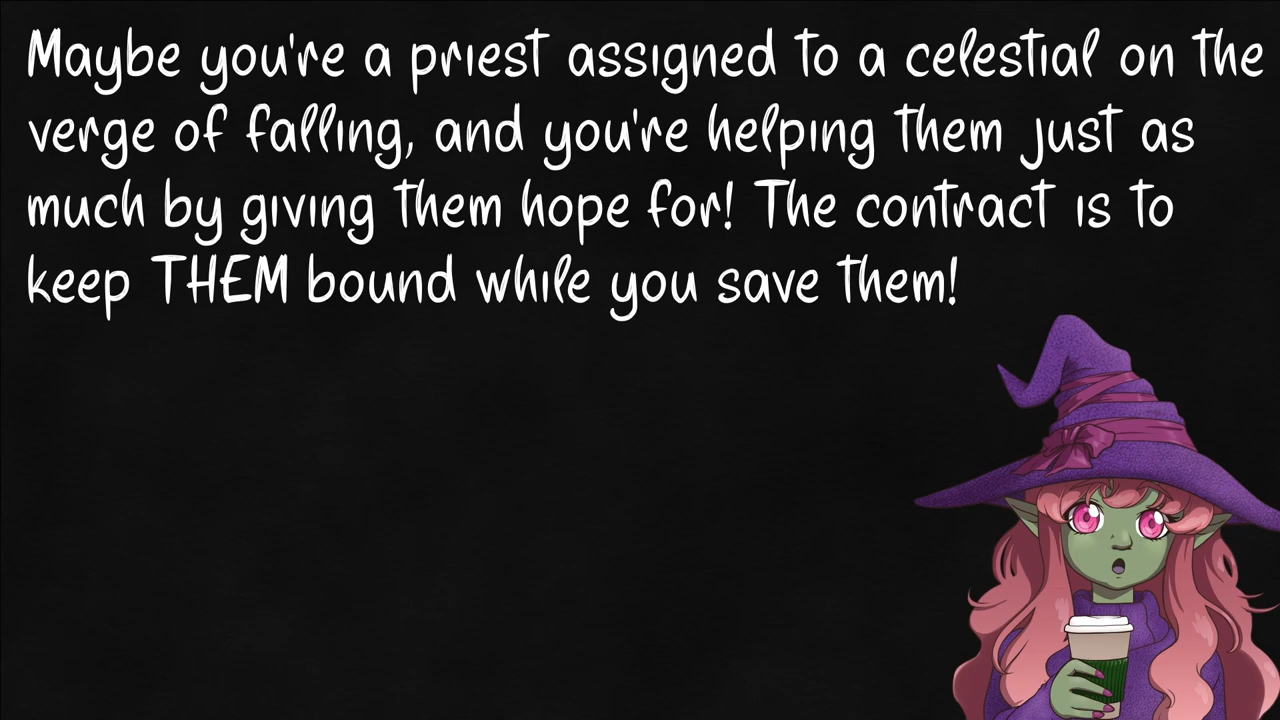 Maybe you're a priest assigned to a celestial on the
verge of falling, and you're helping them just as
much by giving them hope for! The contract is to
keep THEM bound while you save them!